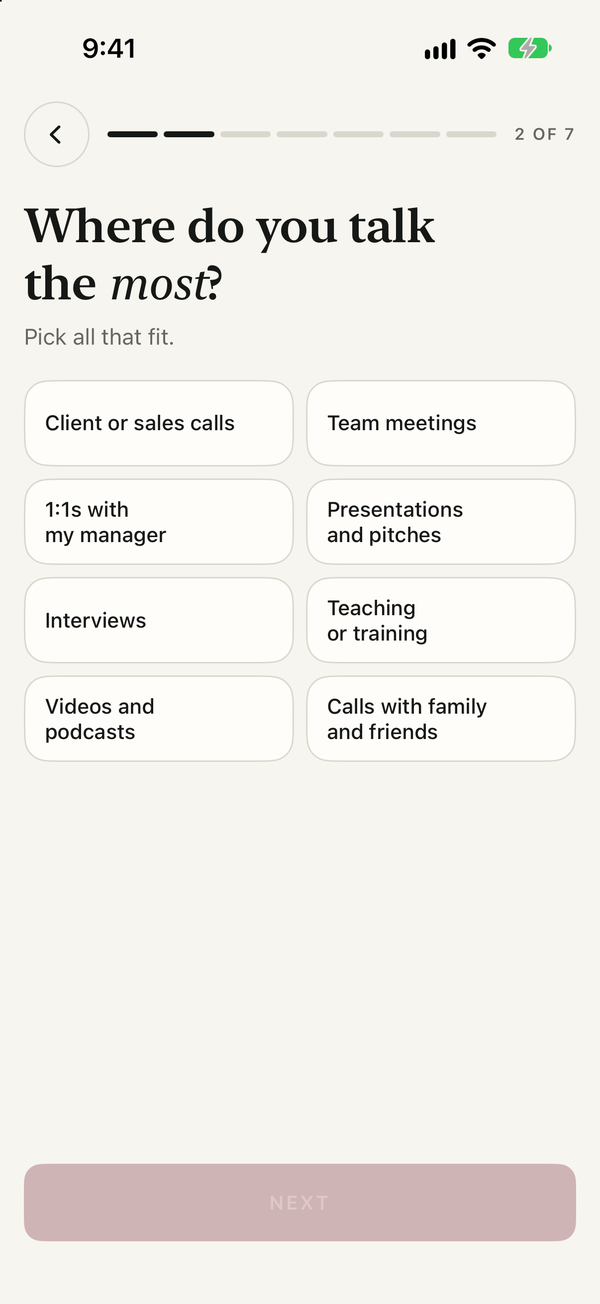 9:41
2 OF 7
Where do you talk
the most?
Pick all that fit.
Client or sales calls
Team meetings
1:1s with
my manager
Presentations
and pitches
Interviews
Teaching
or training
Videos and
podcasts
Calls with family
and friends
NEXT